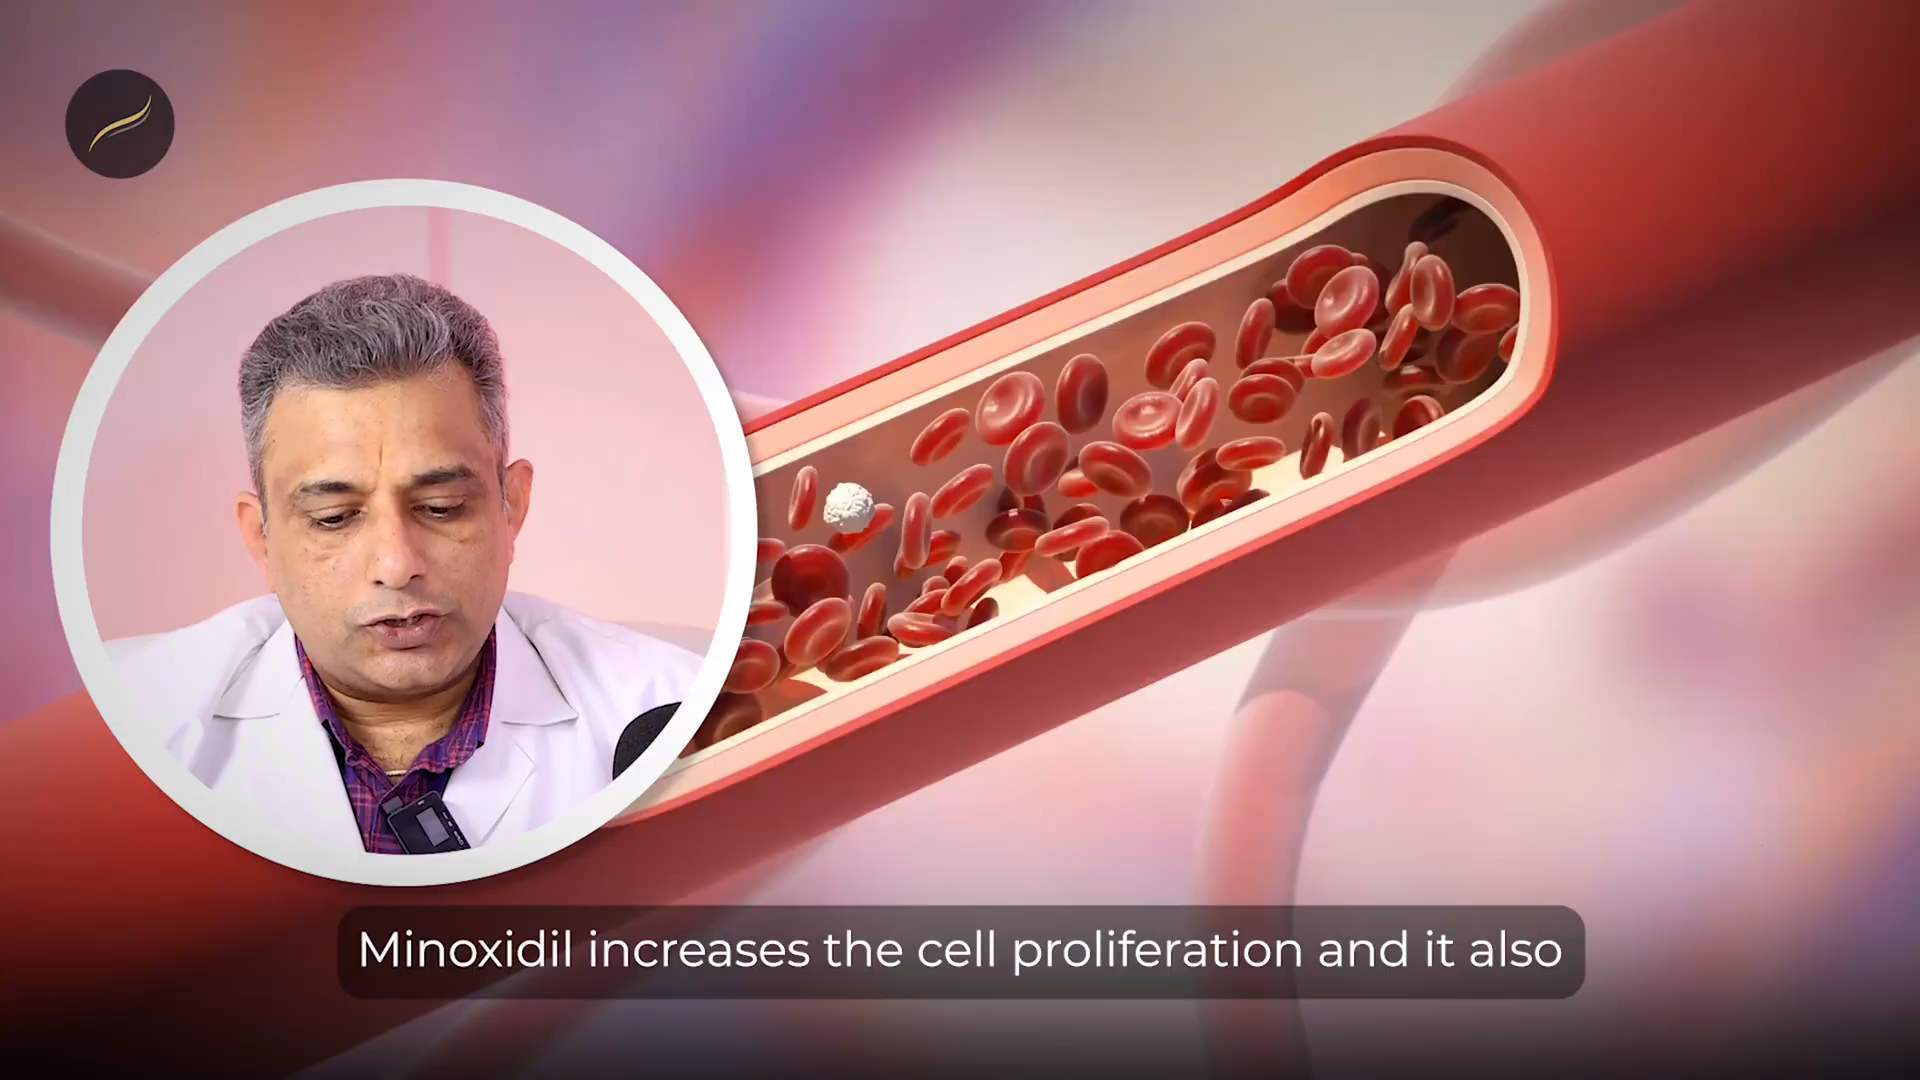 Minoxidil increases the cell proliferation and it also